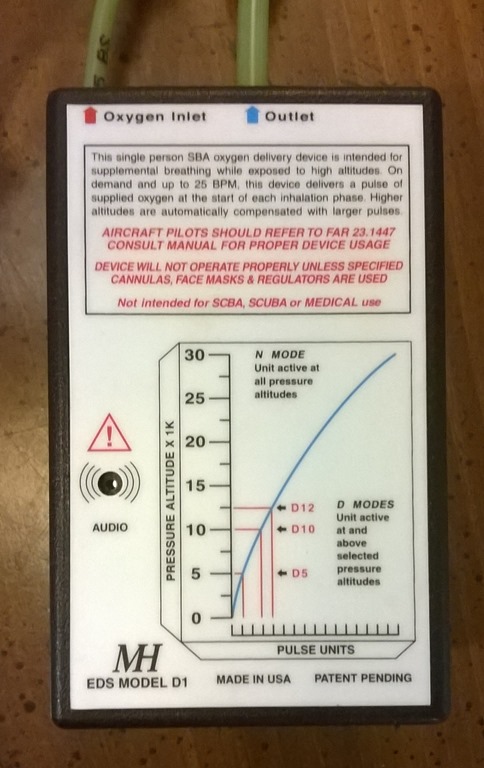 Oxygen Inlet Outlet
This single person SBA oxygen delivery device is intended for
supplemental breathing while exposed to high altitudes. On
demand and up to 25 BPM, this device delivers a pulse of
supplied oxygen at the start of each inhalation phase. Higher
altitudes are automatically compensated with larger pulses.
AIRCRAFT PILOTS SHOULD REFER TO FAR 23.1447
CONSULT MANUAL FOR PROPER DEVICE USAGE
DEVICE WILL NOT OPERATE PROPERLY UNLESS SPECIFIED
CANNULAS, FACE MASKS & REGULATORS ARE USED
Not intended for SCBA, SCUBA or MEDICAL use
!
AUDIO
PRESSURE ALTITUDE X 1K
30
25
20
15
10
5
0
N MODE
Unit active at
all pressure
altitudes
D12
D10
D5
D MODES
Unit active
at and
above
selected
pressure
altitudes
PULSE UNITS
MH
EDS MODEL D1 MADE IN USA PATENT PENDING